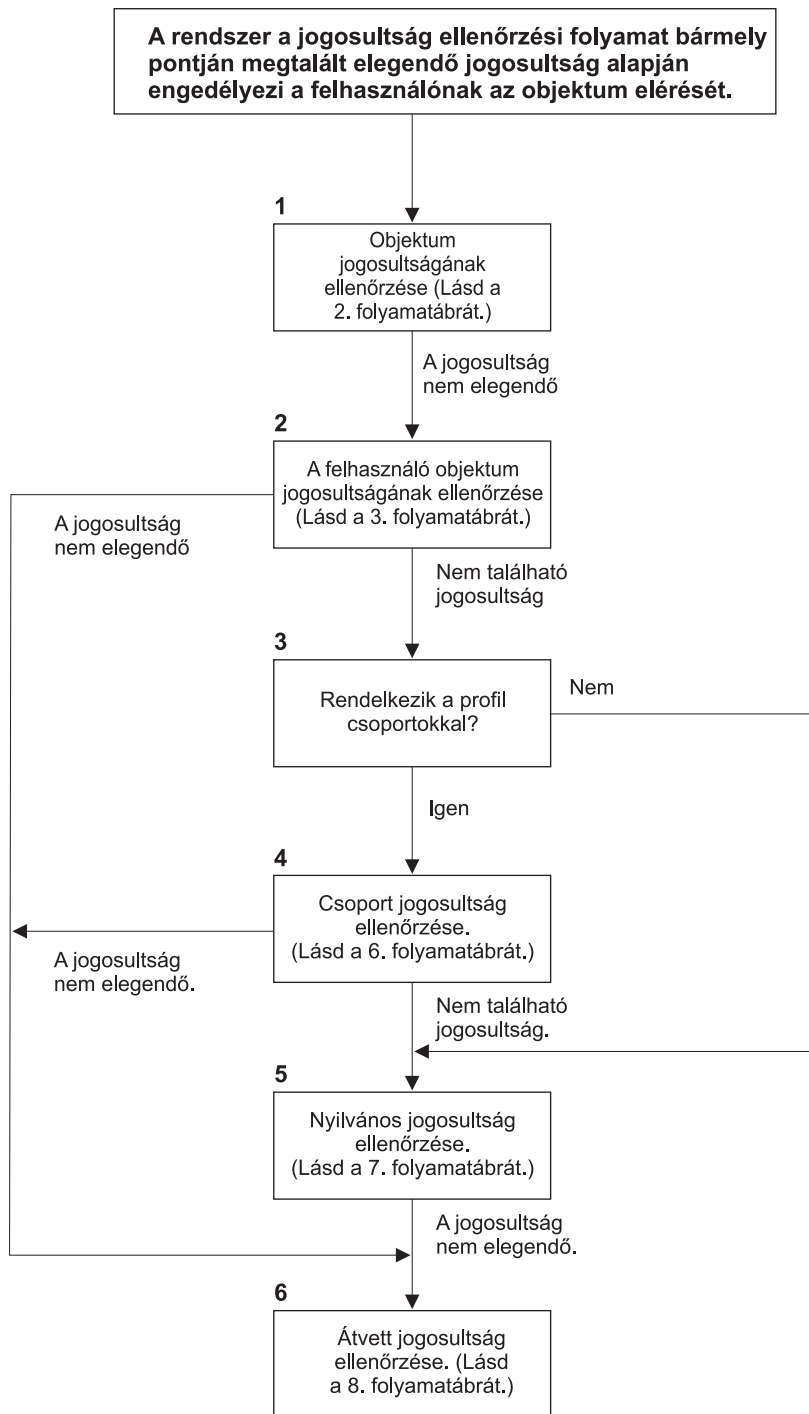 A rendszer a jogosultság ellenőrzési folyamat bármely
pontján megtalált elegendő jogosultság alapján
engedélyezi a felhasználónak az objektum elérését.
1
Objektum
jogosultságának
ellenőrzése (Lásd a
2. folyamatábrát.)
A jogosultság
nem elegendő
2
A felhasználó objektum
jogosultságának ellenőrzése
(Lásd a 3. folyamatábrát.)
A jogosultság
nem elegendő
Nem található
jogosultság
3
Rendelkezik a profil
csoportokkal?
Nem
Igen
4
Csoport jogosultság
ellenőrzése.
(Lásd a 6. folyamatábrát.)
A jogosultság
nem elegendő.
Nem található
jogosultság.
5
Nyilvános jogosultság
ellenőrzése.
(Lásd a 7. folyamatábrát.)
A jogosultság
nem elegendő.
6
Átvett jogosultság
ellenőrzése. (Lásd
a 8. folyamatábrát.)